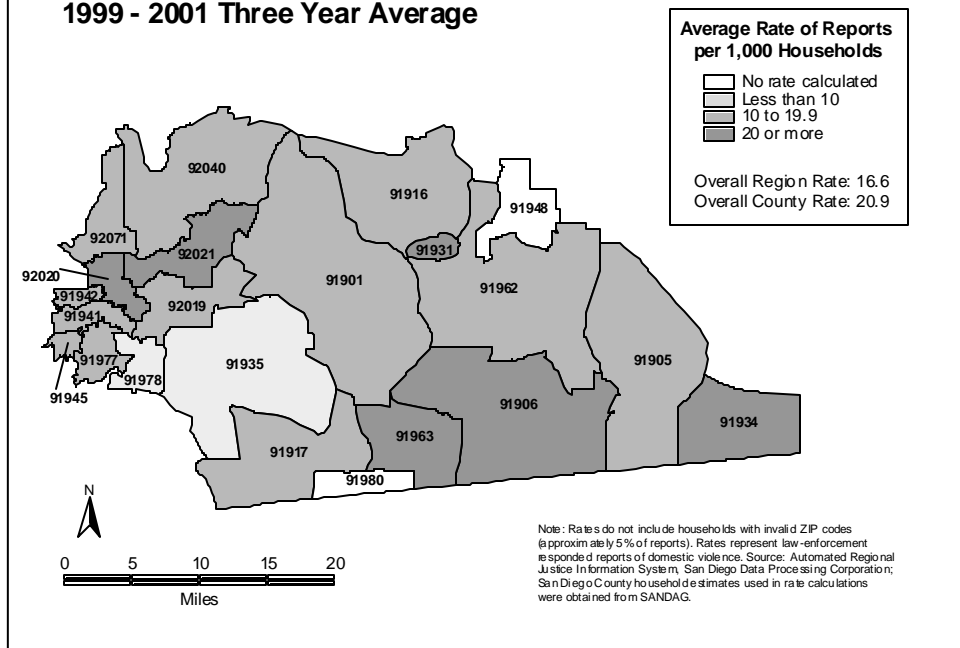 1999 - 2001 Three Year Average
Average Rate of Reports
per 1,000 Households
No rate calculated
Less than 10
10 to 19.9
20 or more
Overall Region Rate: 16.6
Overall County Rate: 20.9
92040
91916
91948
92071
92021
91931
92020
91901
91962
91942
92019
91941
91905
91977
91935
91978
91945
91906
91934
91963
91917
91980
N
0 5 10 15 20
Miles
Note: Rates do not include households with invalid ZIP codes
(approximately 5% of reports). Rates represent law-enforcement
responded reports of domestic violence. Source: Automated Regional
Justice Information System, San Diego Data Processing Corporation;
San Diego County household estimates used in rate calculations
were obtained from SANDAG.